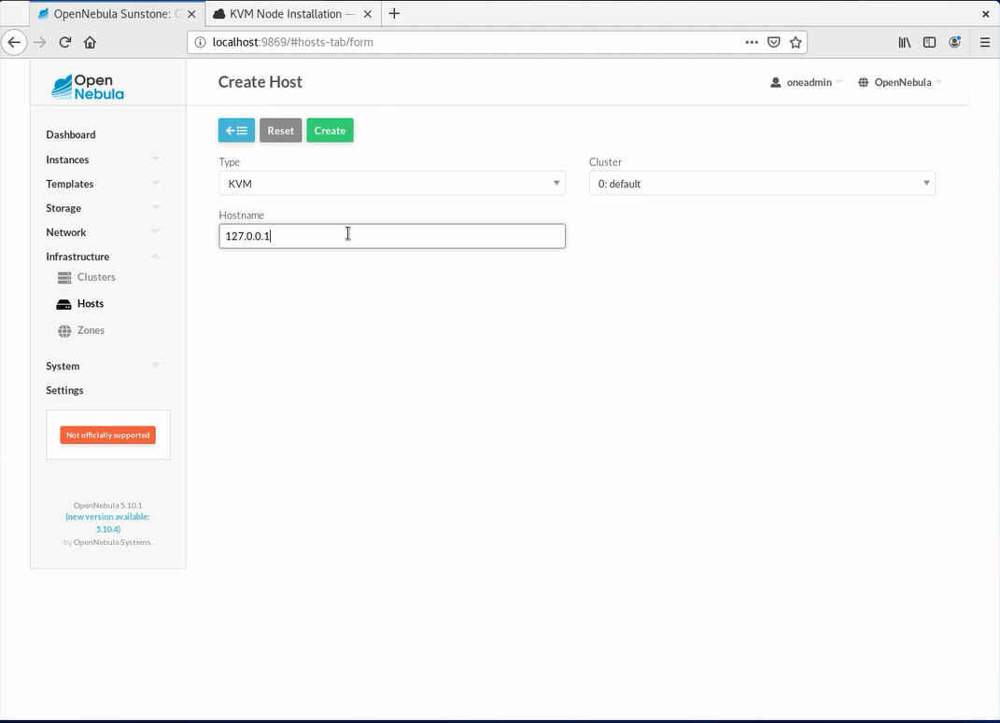 OpenNebula Sunstone: C
KVM Node Installation —
localhost:9869/#hosts-tab/form
Open
Nebula
Create Host
oneadmin
OpenNebula
Reset
Create
Dashboard
Instances
Templates
Storage
Network
Infrastructure
Clusters
Hosts
Zones
System
Settings
Not officially supported
OpenNebula 5.10.1
(new version available:
5.10.4)
by OpenNebula Systems.
Type
KVM
Cluster
0: default
Hostname
127.0.0.1